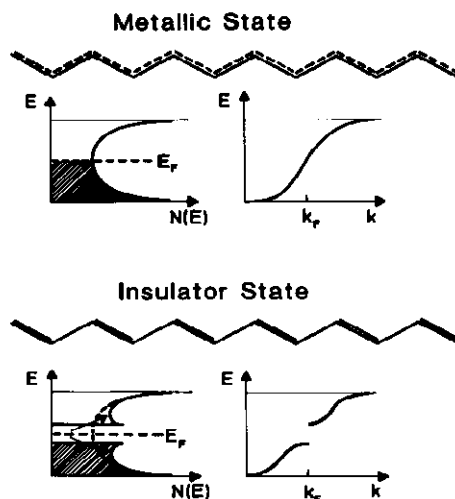 Metallic State
E
E
E_F
N(E)
k_F
k
Insulator State
E
E
E_F
N(E)
k_F
k